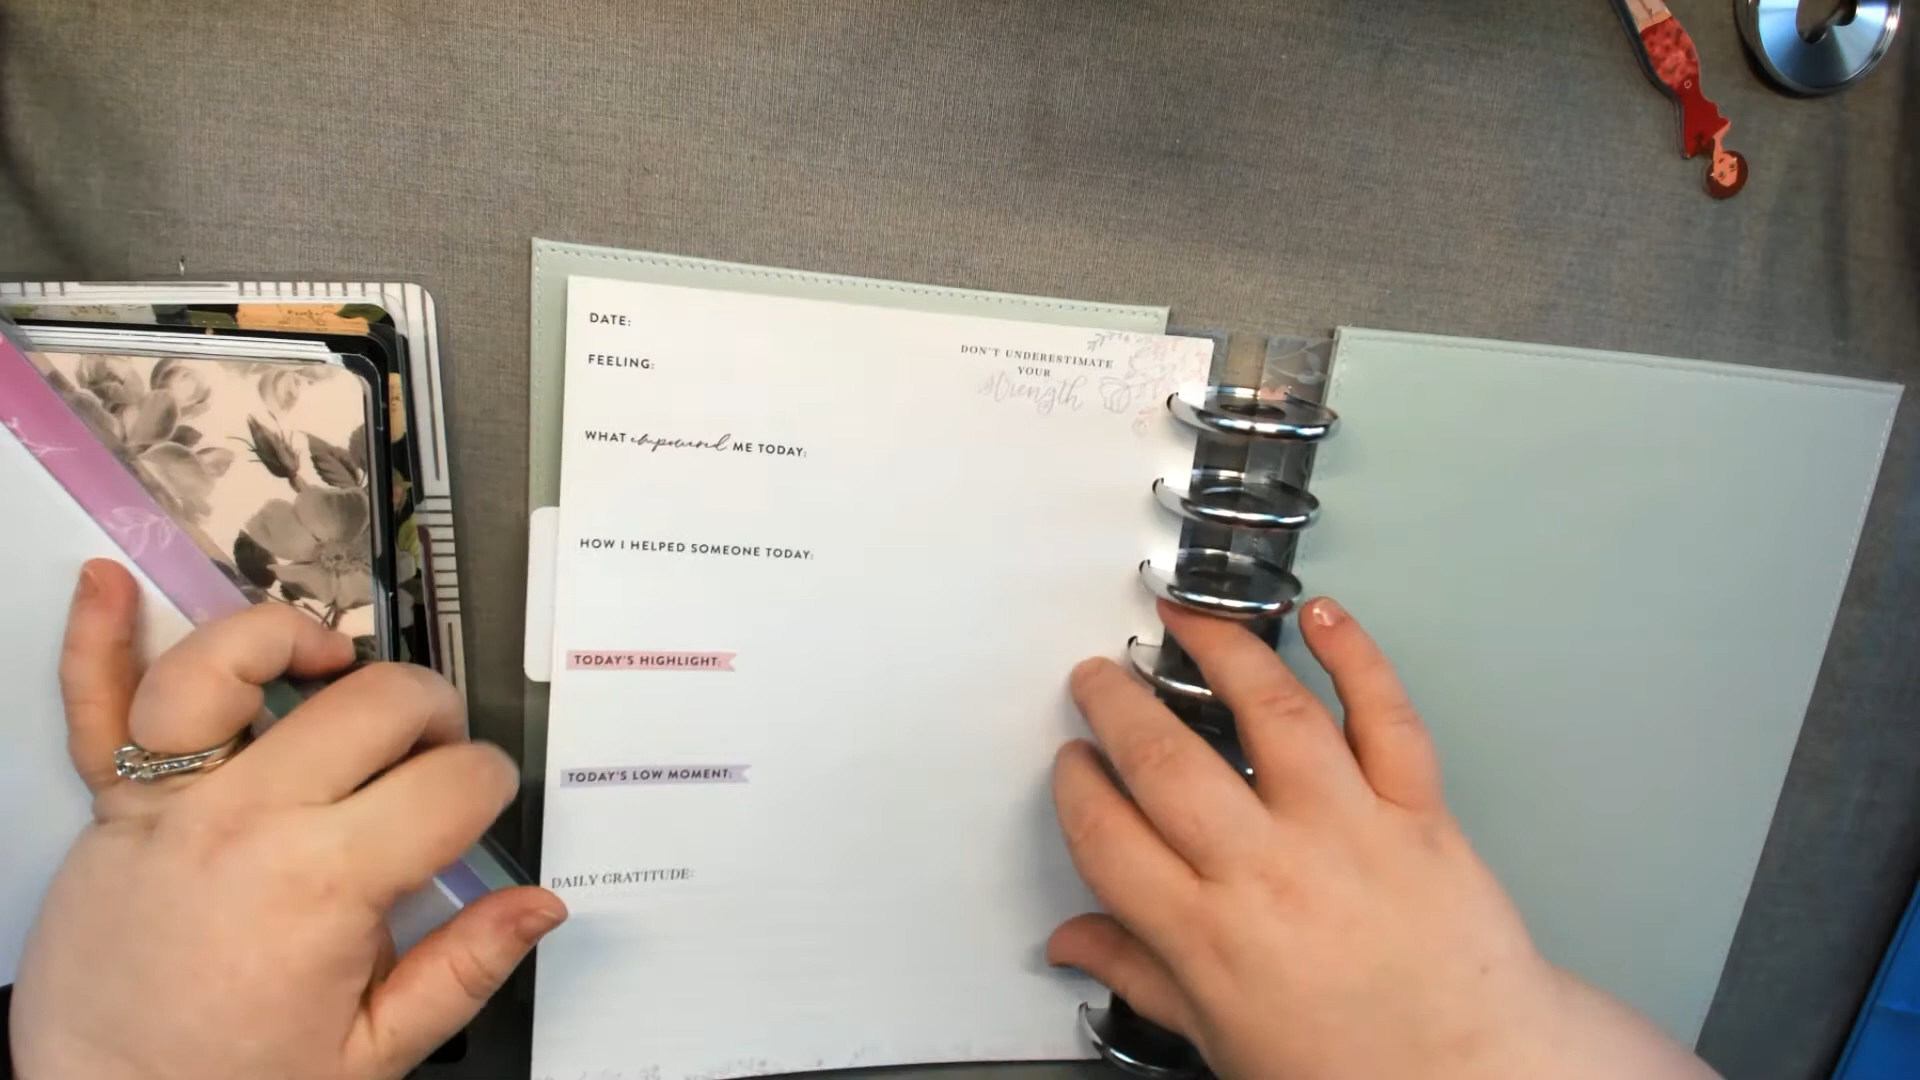 DATE:
FEELING:
DON'T UNDERESTIMATE
YOUR
strength
WHAT empowered ME TODAY:
HOW I HELPED SOMEONE TODAY:
TODAY'S HIGHLIGHT:
TODAY'S LOW MOMENT:
DAILY GRATITUDE: